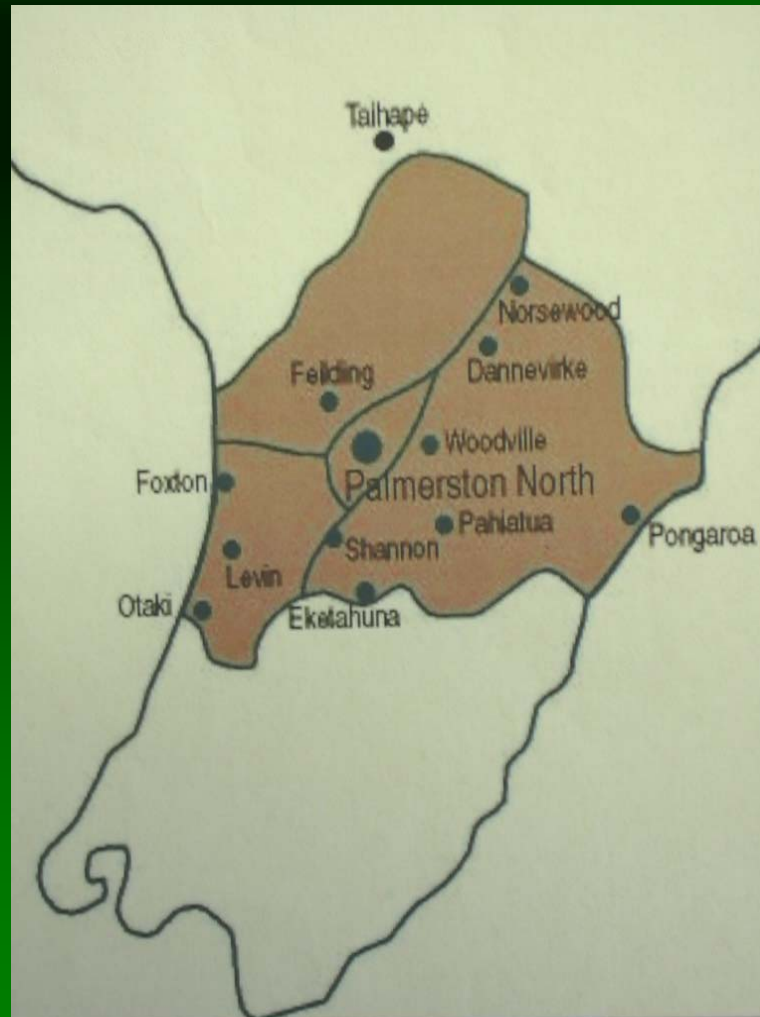 Taihape
Norsewood
Dannevirke
Feilding
Woodville
Foxton
Palmerston North
Pahiatua
Pongaroa
Shannon
Levin
Otaki
Eketahuna